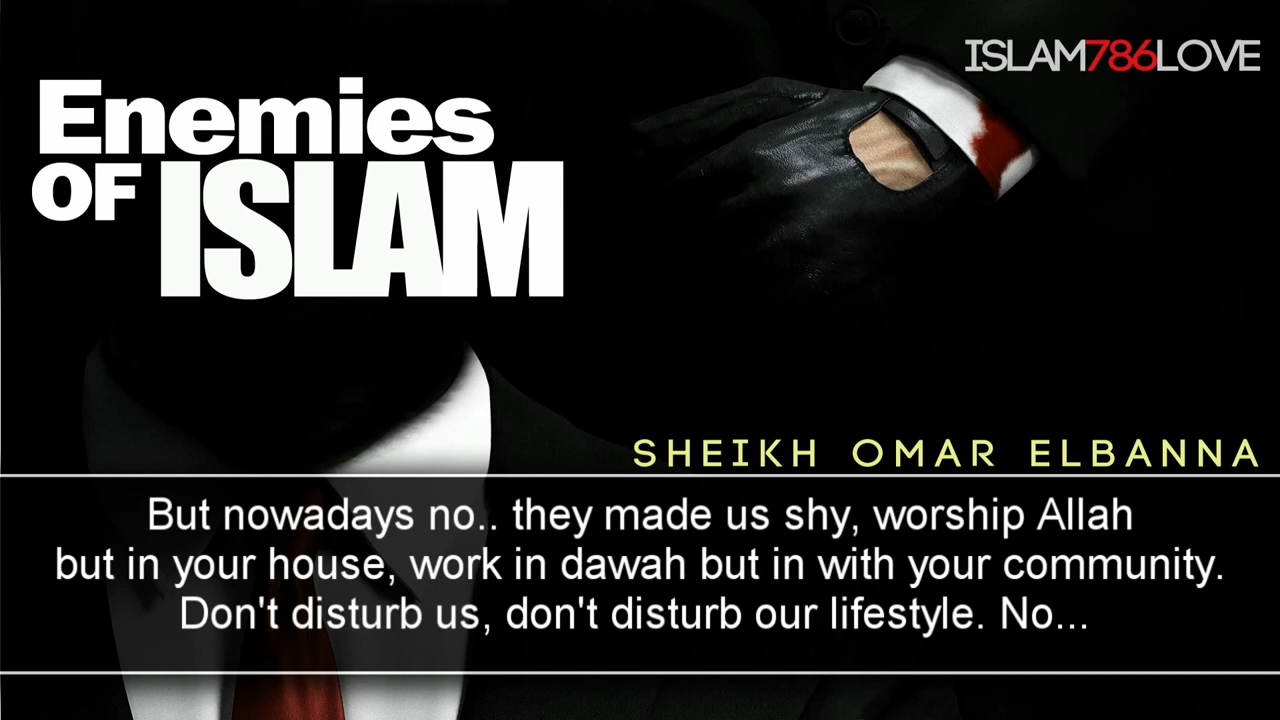 ISLAM786LOVE
Enemies
OF ISLAM
SHEIKH OMAR ELBANNA
But nowadays no.. they made us shy, worship Allah
but in your house, work in dawah but in with your community.
Don't disturb us, don't disturb our lifestyle. No...